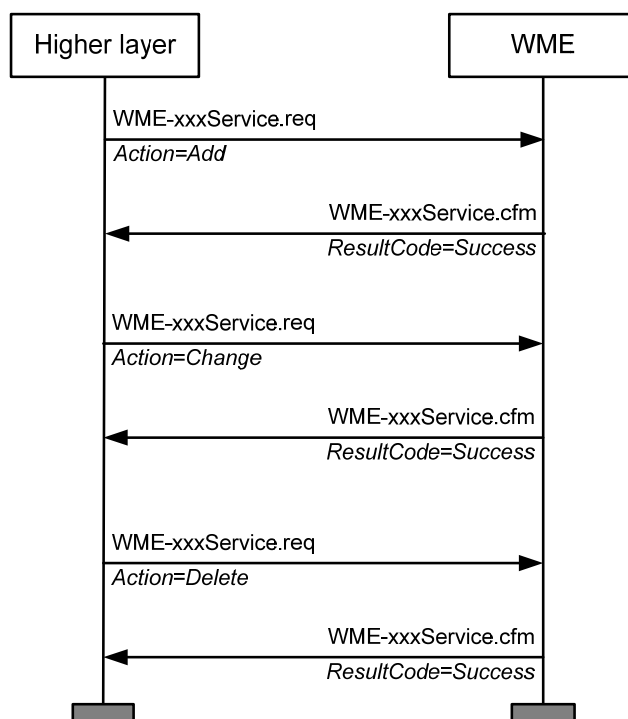 Higher layer
WME
WME-xxxService.req
Action=Add
WME-xxxService.cfm
ResultCode=Success
WME-xxxService.req
Action=Change
WME-xxxService.cfm
ResultCode=Success
WME-xxxService.req
Action=Delete
WME-xxxService.cfm
ResultCode=Success